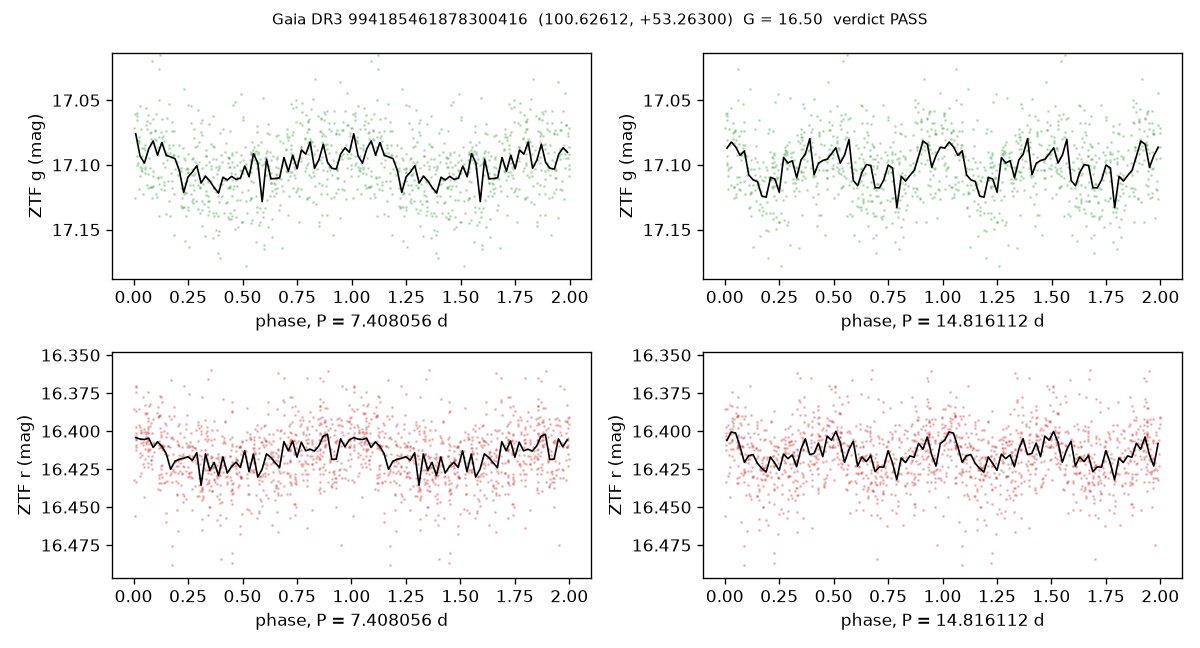 Gaia DR3 994185461878300416  (100.62612, +53.26300)  G = 16.50  verdict PASS
ZTF g (mag)
17.05
17.10
17.15
0.00 0.25 0.50 0.75 1.00 1.25 1.50 1.75 2.00
phase, P = 7.408056 d
ZTF g (mag)
17.05
17.10
17.15
0.00 0.25 0.50 0.75 1.00 1.25 1.50 1.75 2.00
phase, P = 14.816112 d
ZTF r (mag)
16.350
16.375
16.400
16.425
16.450
16.475
0.00 0.25 0.50 0.75 1.00 1.25 1.50 1.75 2.00
phase, P = 7.408056 d
ZTF r (mag)
16.350
16.375
16.400
16.425
16.450
16.475
0.00 0.25 0.50 0.75 1.00 1.25 1.50 1.75 2.00
phase, P = 14.816112 d